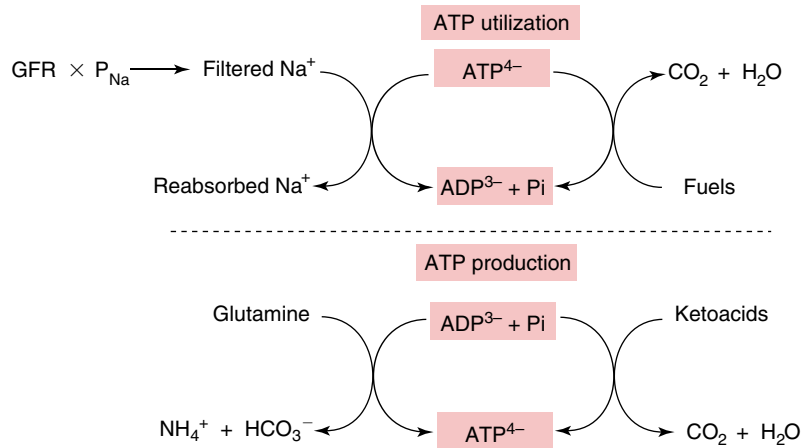 ATP utilization
GFR × P_Na Filtered Na⁺ ATP⁴⁻ CO₂ + H₂O
Reabsorbed Na⁺ ADP³⁻ + Pi Fuels
ATP production
Glutamine ADP³⁻ + Pi Ketoacids
NH₄⁺ + HCO₃⁻ ATP⁴⁻ CO₂ + H₂O